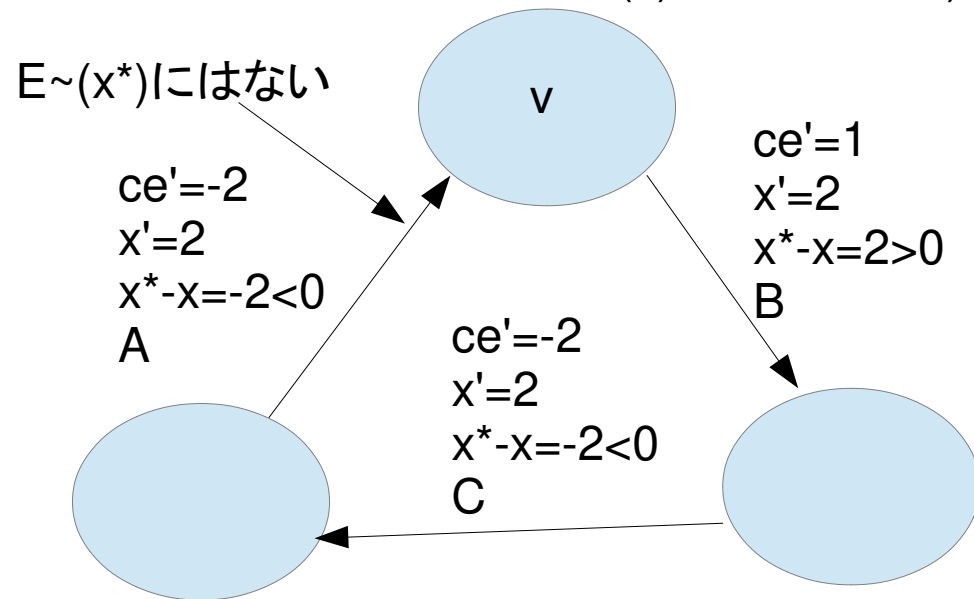 E~(x*)にはない
v
ce'=1
x'=2
x*-x=2>0
B
ce'=-2
x'=2
x*-x=-2<0
A
ce'=-2
x'=2
x*-x=-2<0
C